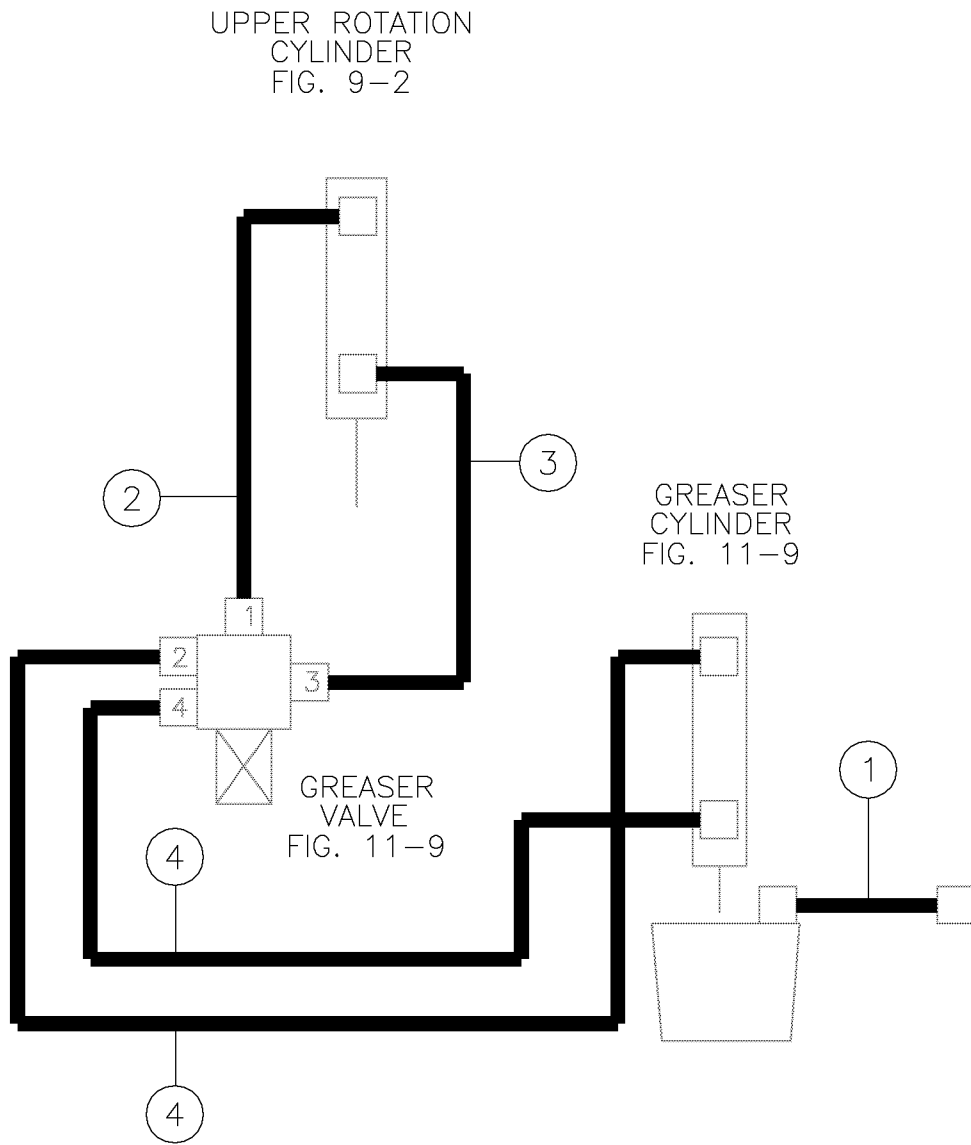 UPPER ROTATION
CYLINDER
FIG. 9-2
3
2
GREASER
CYLINDER
FIG. 11-9
1
2
3
4
1
GREASER
VALVE
FIG. 11-9
4
4